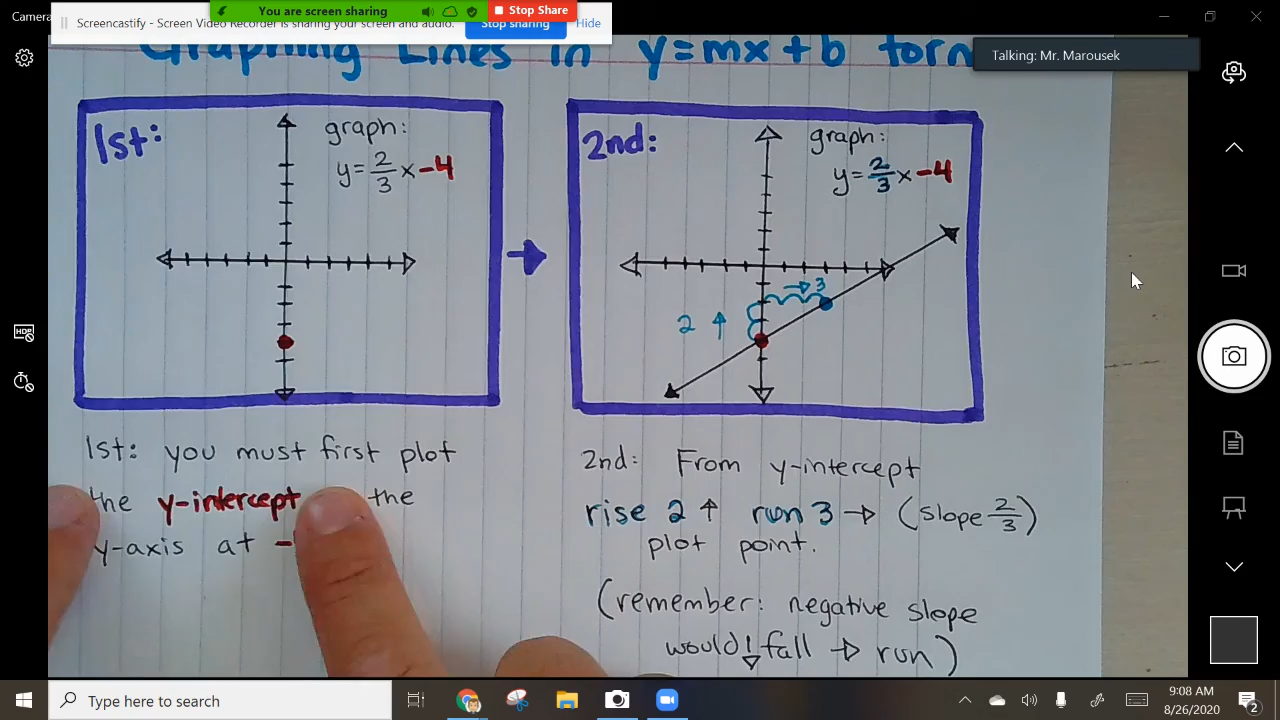 You are screen sharing
Stop Share
Screencastify - Screen Video Recorder is sharing your screen and audio.
Stop sharing
Hide
Talking: Mr. Marousek
Graphing Lines in y=mx+b form
1st:
graph:
y=2/3x-4
2nd:
graph:
y=2/3x-4
2 ↑
→ 3
1st: you must first plot
the y-intercept the
y-axis at -
2nd: From y-intercept
rise 2 ↑ run 3 → (slope 2/3)
plot point.
(remember: negative slope
would fall → run)
Type here to search
9:08 AM
8/26/2020
2